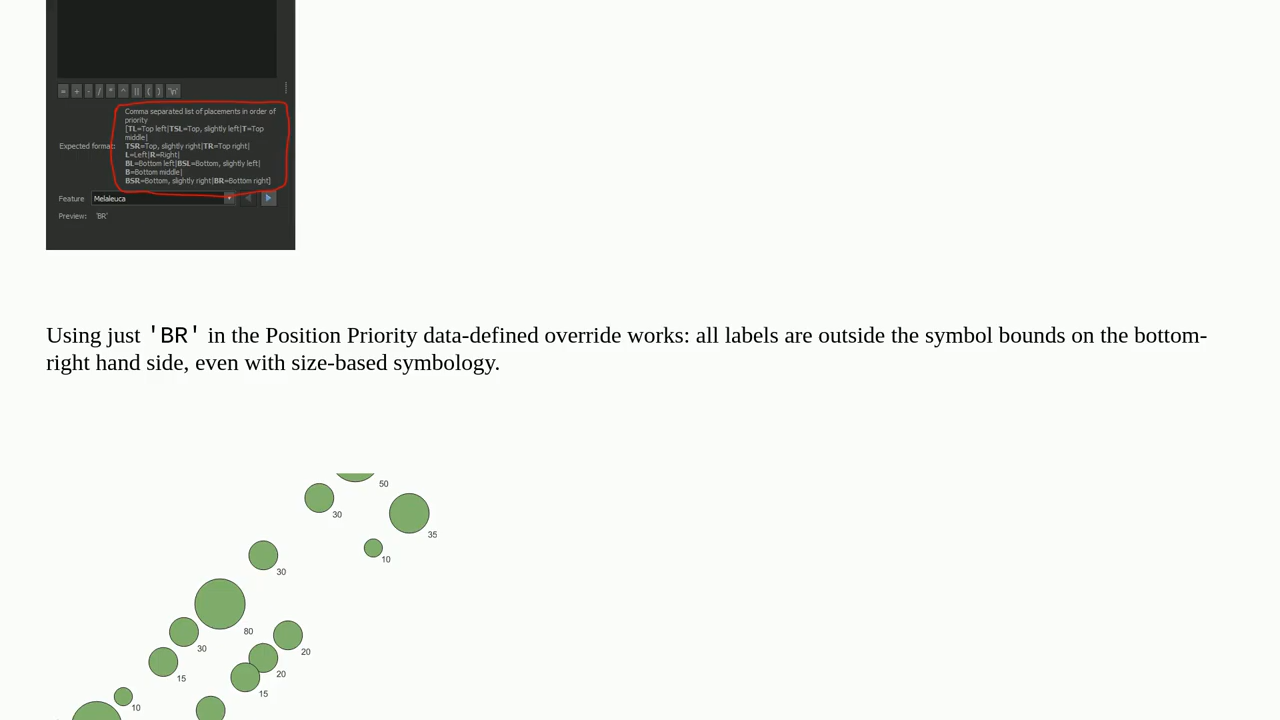 = + - / * ^ || ( ) '\n'
Comma separated list of placements in order of
priority
[TL=Top left|TSL=Top, slightly left|T=Top
middle|
Expected format: TSR=Top, slightly right|TR=Top right|
L=Left|R=Right|
BL=Bottom left|BSL=Bottom, slightly left|
B=Bottom middle|
BSR=Bottom, slightly right|BR=Bottom right]
Feature Melaleuca
Preview: 'BR'
Using just 'BR' in the Position Priority data-defined override works: all labels are outside the symbol bounds on the bottom-
right hand side, even with size-based symbology.
50
30
35
10
30
80
30
20
20
15
15
10